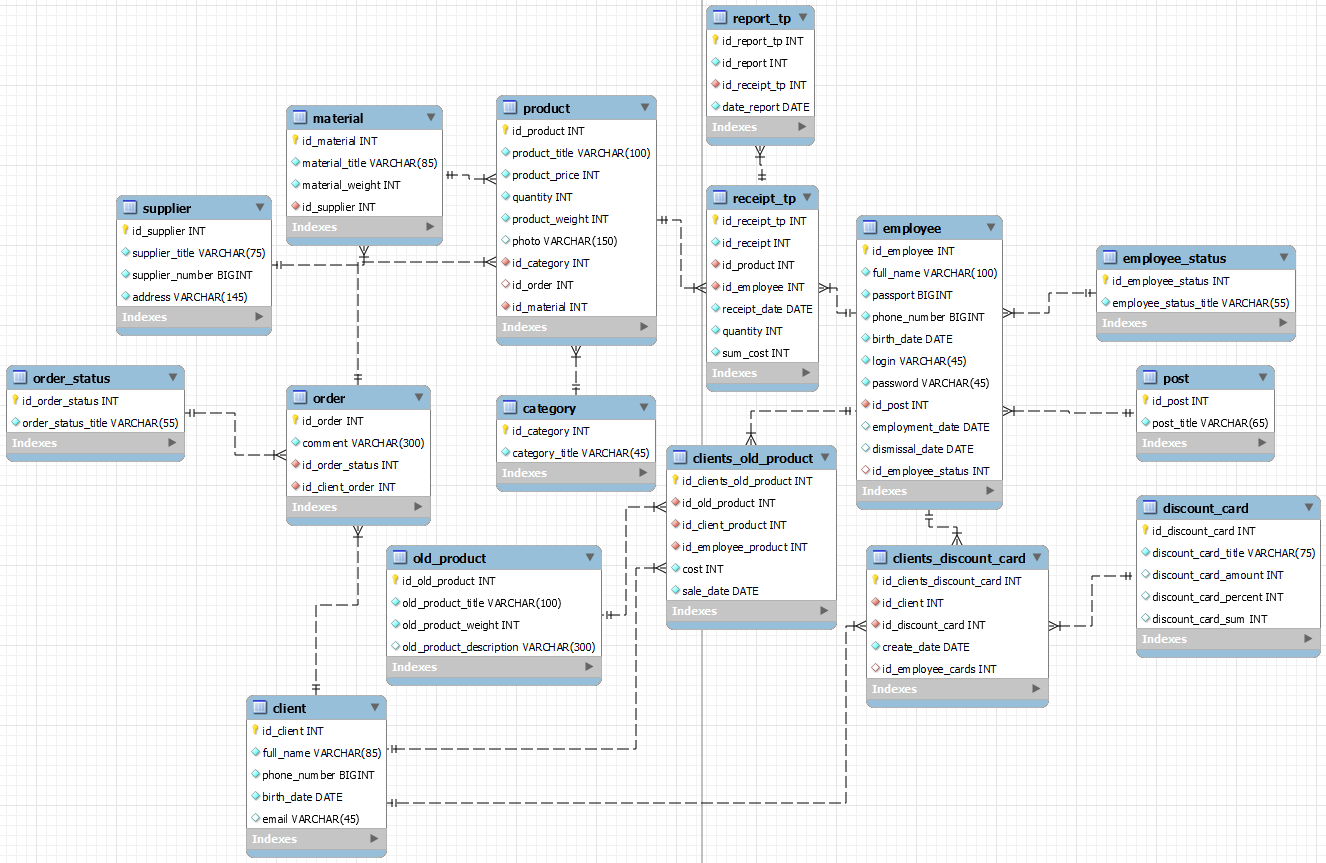 report_tp
id_report_tp INT
id_report INT
id_receipt_tp INT
date_report DATE
Indexes
material
id_material INT
material_title VARCHAR(85)
material_weight INT
id_supplier INT
Indexes
product
id_product INT
product_title VARCHAR(100)
product_price INT
quantity INT
product_weight INT
photo VARCHAR(150)
id_category INT
id_order INT
id_material INT
Indexes
supplier
id_supplier INT
supplier_title VARCHAR(75)
supplier_number BIGINT
address VARCHAR(145)
Indexes
receipt_tp
id_receipt_tp INT
id_receipt INT
id_product INT
id_employee INT
receipt_date DATE
quantity INT
sum_cost INT
Indexes
employee
id_employee INT
full_name VARCHAR(100)
passport BIGINT
phone_number BIGINT
birth_date DATE
login VARCHAR(45)
password VARCHAR(45)
id_post INT
employment_date DATE
dismissal_date DATE
id_employee_status INT
Indexes
employee_status
id_employee_status INT
employee_status_title VARCHAR(55)
Indexes
order_status
id_order_status INT
order_status_title VARCHAR(55)
Indexes
order
id_order INT
comment VARCHAR(300)
id_order_status INT
id_client_order INT
Indexes
category
id_category INT
category_title VARCHAR(45)
Indexes
post
id_post INT
post_title VARCHAR(65)
Indexes
clients_old_product
id_clients_old_product INT
id_old_product INT
id_client_product INT
id_employee_product INT
cost INT
sale_date DATE
Indexes
discount_card
id_discount_card INT
discount_card_title VARCHAR(75)
discount_card_amount INT
discount_card_percent INT
discount_card_sum INT
Indexes
old_product
id_old_product INT
old_product_title VARCHAR(100)
old_product_weight INT
old_product_description VARCHAR(300)
Indexes
clients_discount_card
id_clients_discount_card INT
id_client INT
id_discount_card INT
create_date DATE
id_employee_cards INT
Indexes
client
id_client INT
full_name VARCHAR(85)
phone_number BIGINT
birth_date DATE
email VARCHAR(45)
Indexes